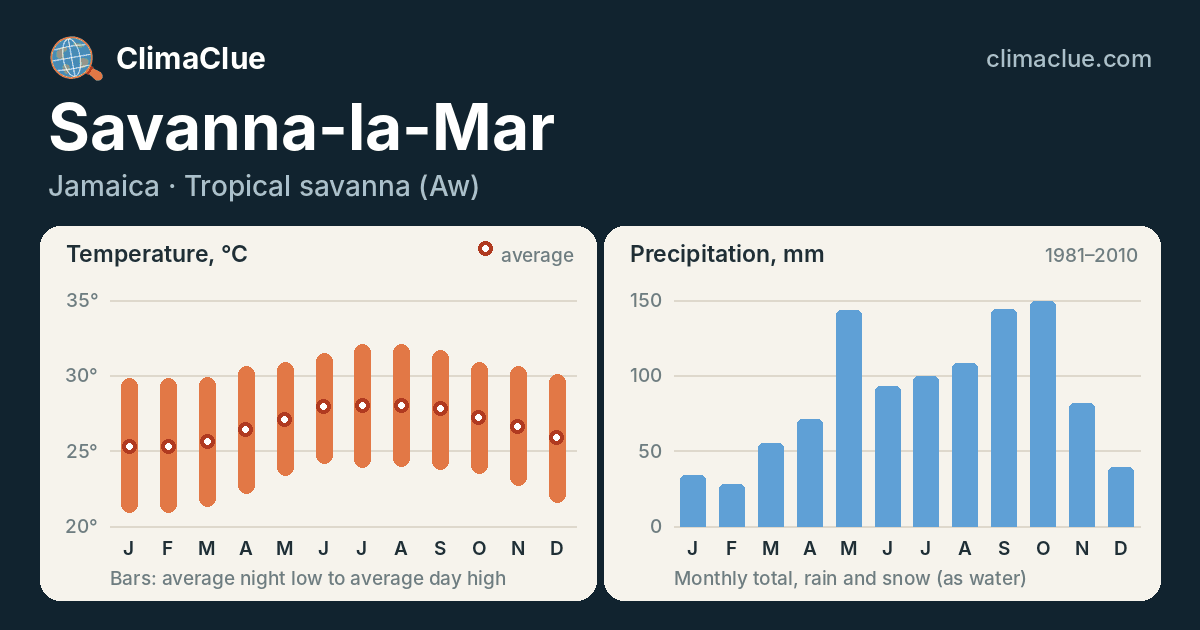 ClimaClue
climaclue.com
Savanna-la-Mar
Jamaica · Tropical savanna (Aw)
Temperature, °C
average
35°
30°
25°
20°
J F M A M J J A S O N D
Bars: average night low to average day high
Precipitation, mm
1981–2010
150
100
50
0
J F M A M J J A S O N D
Monthly total, rain and snow (as water)